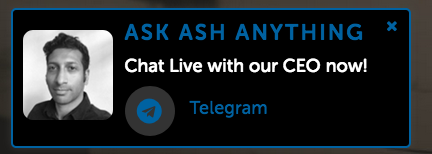 ASK ASH ANYTHING
Chat Live with our CEO now!
Telegram